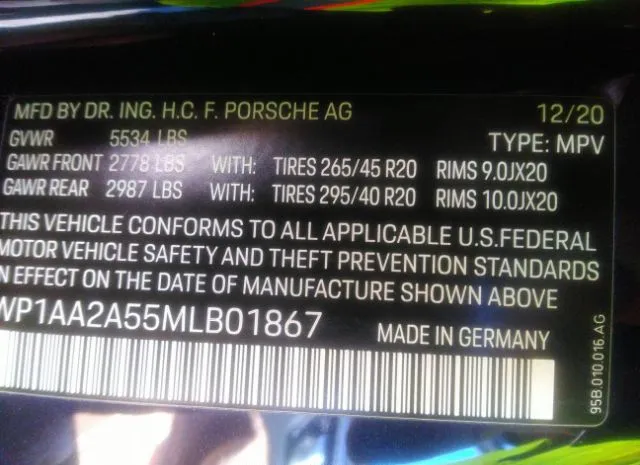 MFD BY DR. ING. H.C. F. PORSCHE AG 12/20
GVWR 5534 LBS TYPE: MPV
GAWR FRONT 2778 LBS WITH: TIRES 265/45 R20 RIMS 9.0JX20
GAWR REAR 2987 LBS WITH: TIRES 295/40 R20 RIMS 10.0JX20
THIS VEHICLE CONFORMS TO ALL APPLICABLE U.S.FEDERAL
MOTOR VEHICLE SAFETY AND THEFT PREVENTION STANDARDS
IN EFFECT ON THE DATE OF MANUFACTURE SHOWN ABOVE
WP1AA2A55MLB01867 MADE IN GERMANY
95B.010.016.AG